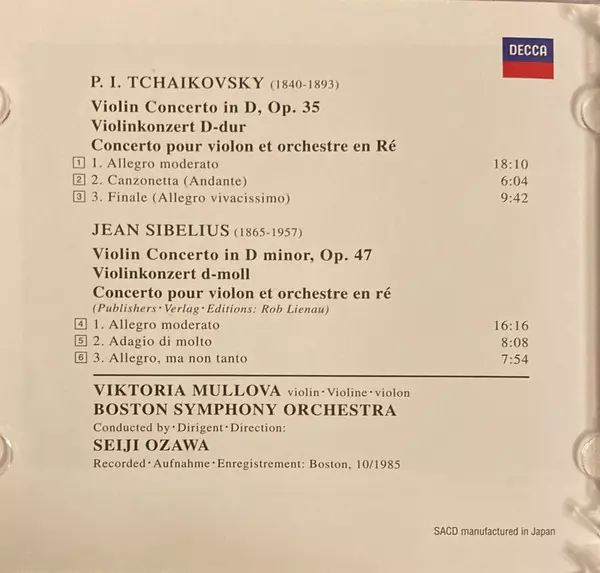 DECCA
P. I. TCHAIKOVSKY (1840-1893)
Violin Concerto in D, Op. 35
Violinkonzert D-dur
Concerto pour violon et orchestre en Ré
1 1. Allegro moderato 18:10
2 2. Canzonetta (Andante) 6:04
3 3. Finale (Allegro vivacissimo) 9:42
JEAN SIBELIUS (1865-1957)
Violin Concerto in D minor, Op. 47
Violinkonzert d-moll
Concerto pour violon et orchestre en ré
(Publishers · Verlag · Editions: Rob Lienau)
4 1. Allegro moderato 16:16
5 2. Adagio di molto 8:08
6 3. Allegro, ma non tanto 7:54
VIKTORIA MULLOVA violin · Violine · violon
BOSTON SYMPHONY ORCHESTRA
Conducted by · Dirigent · Direction:
SEIJI OZAWA
Recorded · Aufnahme · Enregistrement: Boston, 10/1985
SACD manufactured in Japan